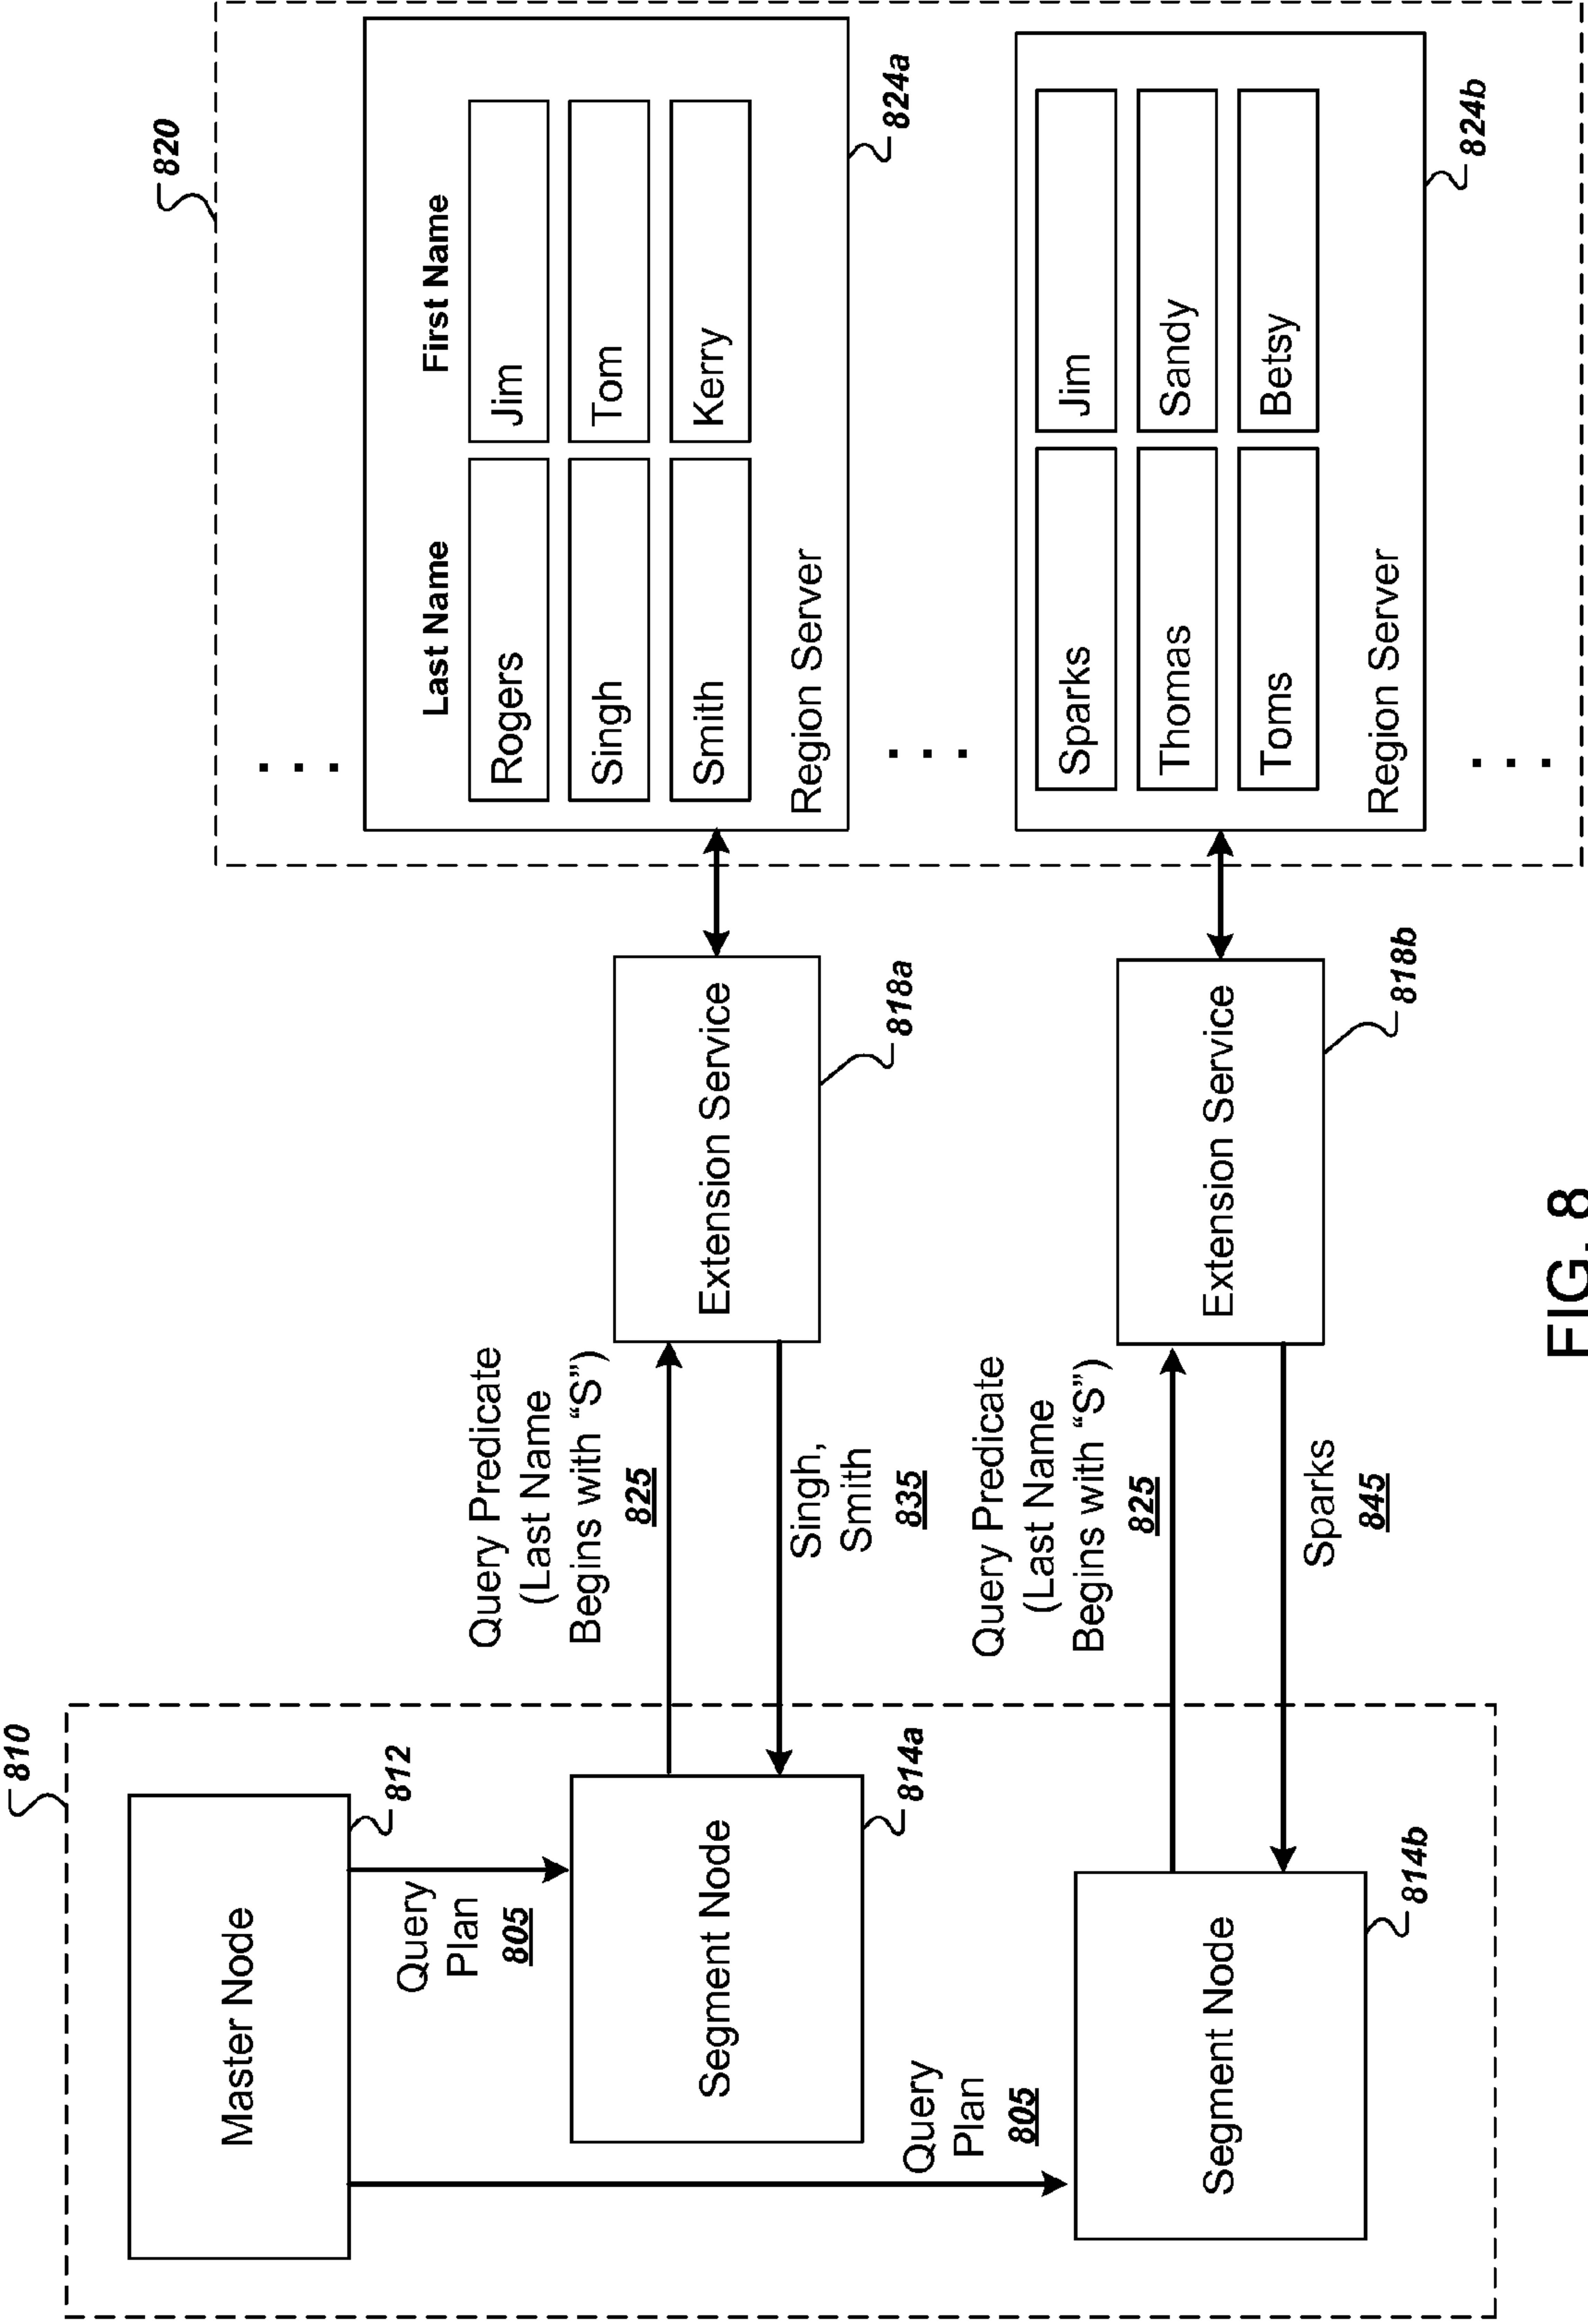 810
Master Node
812
Query
Plan
805
Segment Node
814a
Query
Plan
805
Segment Node
814b
Query Predicate
(Last Name
Begins with “S”)
825
Singh,
Smith
835
Query Predicate
(Last Name
Begins with “S”)
825
Sparks
845
Extension Service
818a
Extension Service
818b
820
. . .
Last Name First Name
Rogers Jim
Singh Tom
Smith Kerry
Region Server
824a
. . .
Sparks Jim
Thomas Sandy
Toms Betsy
Region Server
824b
. . .
FIG. 8